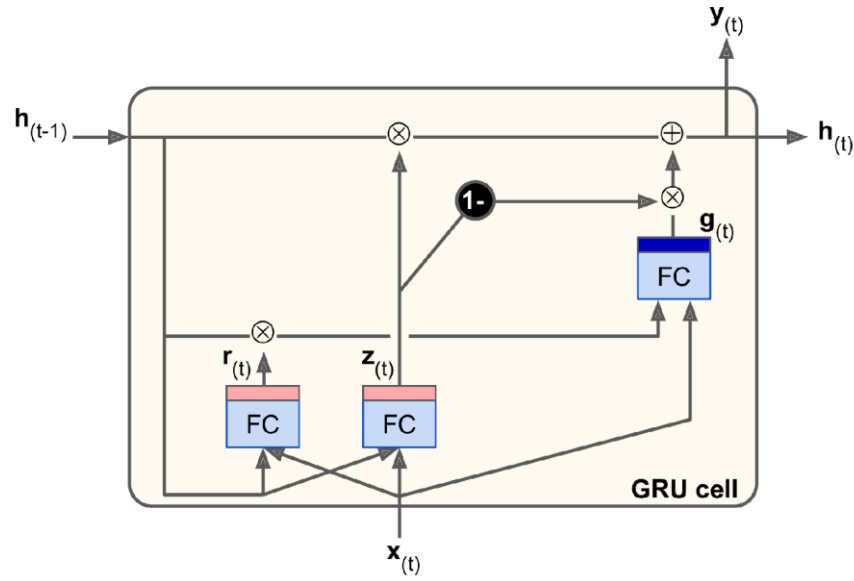 y(t)
h(t-1)
h(t)
1-
g(t)
FC
r(t)
z(t)
FC
FC
GRU cell
x(t)